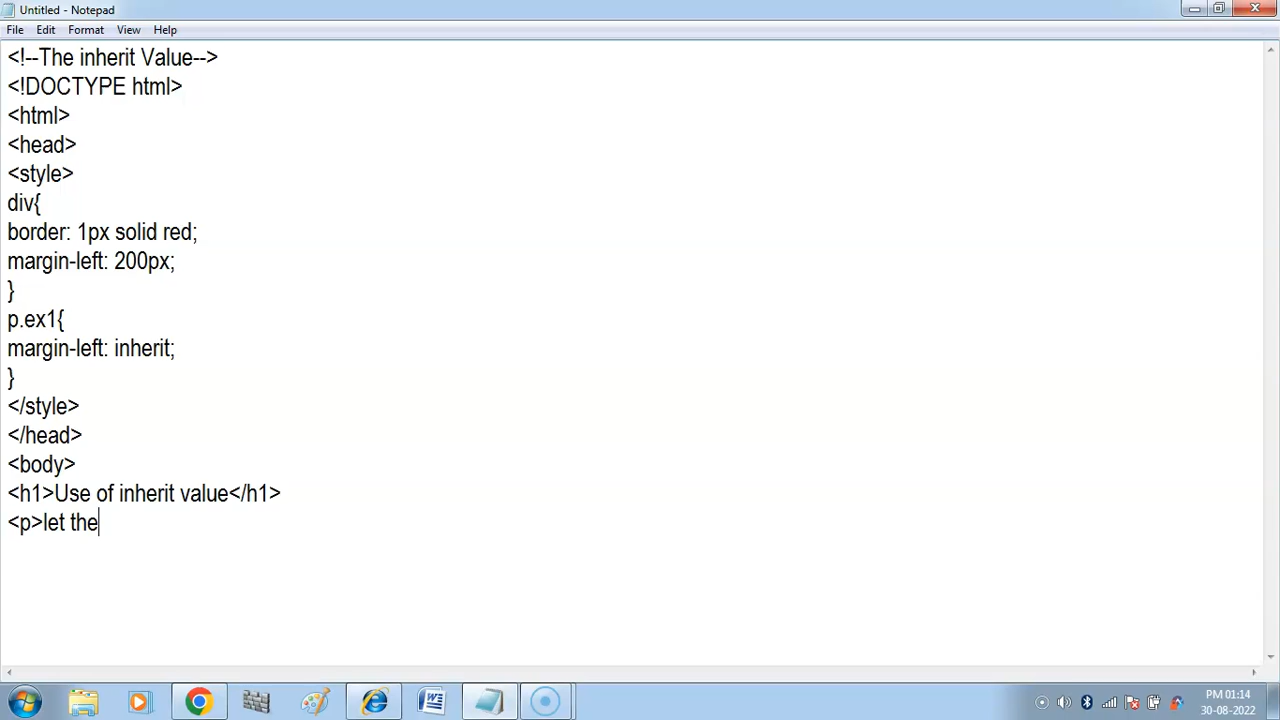 Untitled - Notepad
File Edit Format View Help
<!--The inherit Value-->
<!DOCTYPE html>
<html>
<head>
<style>
div{
border: 1px solid red;
margin-left: 200px;
}
p.ex1{
margin-left: inherit;
}
</style>
</head>
<body>
<h1>Use of inherit value</h1>
<p>let the
PM 01:14
30-08-2022